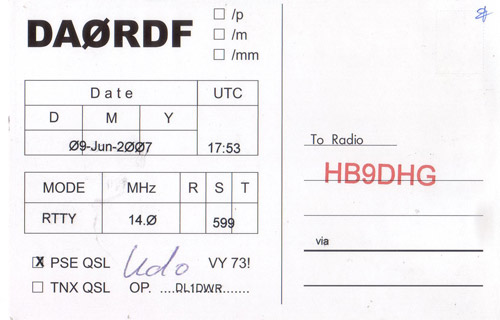 DAØRDF
/p
/m
/mm
Date UTC
D M Y
Ø9-Jun-2ØØ7 17:53
MODE MHz R S T
RTTY 14.Ø 599
X PSE QSL Udo VY 73!
TNX QSL OP. ....DL1DWR.......
To Radio
HB9DHG
via